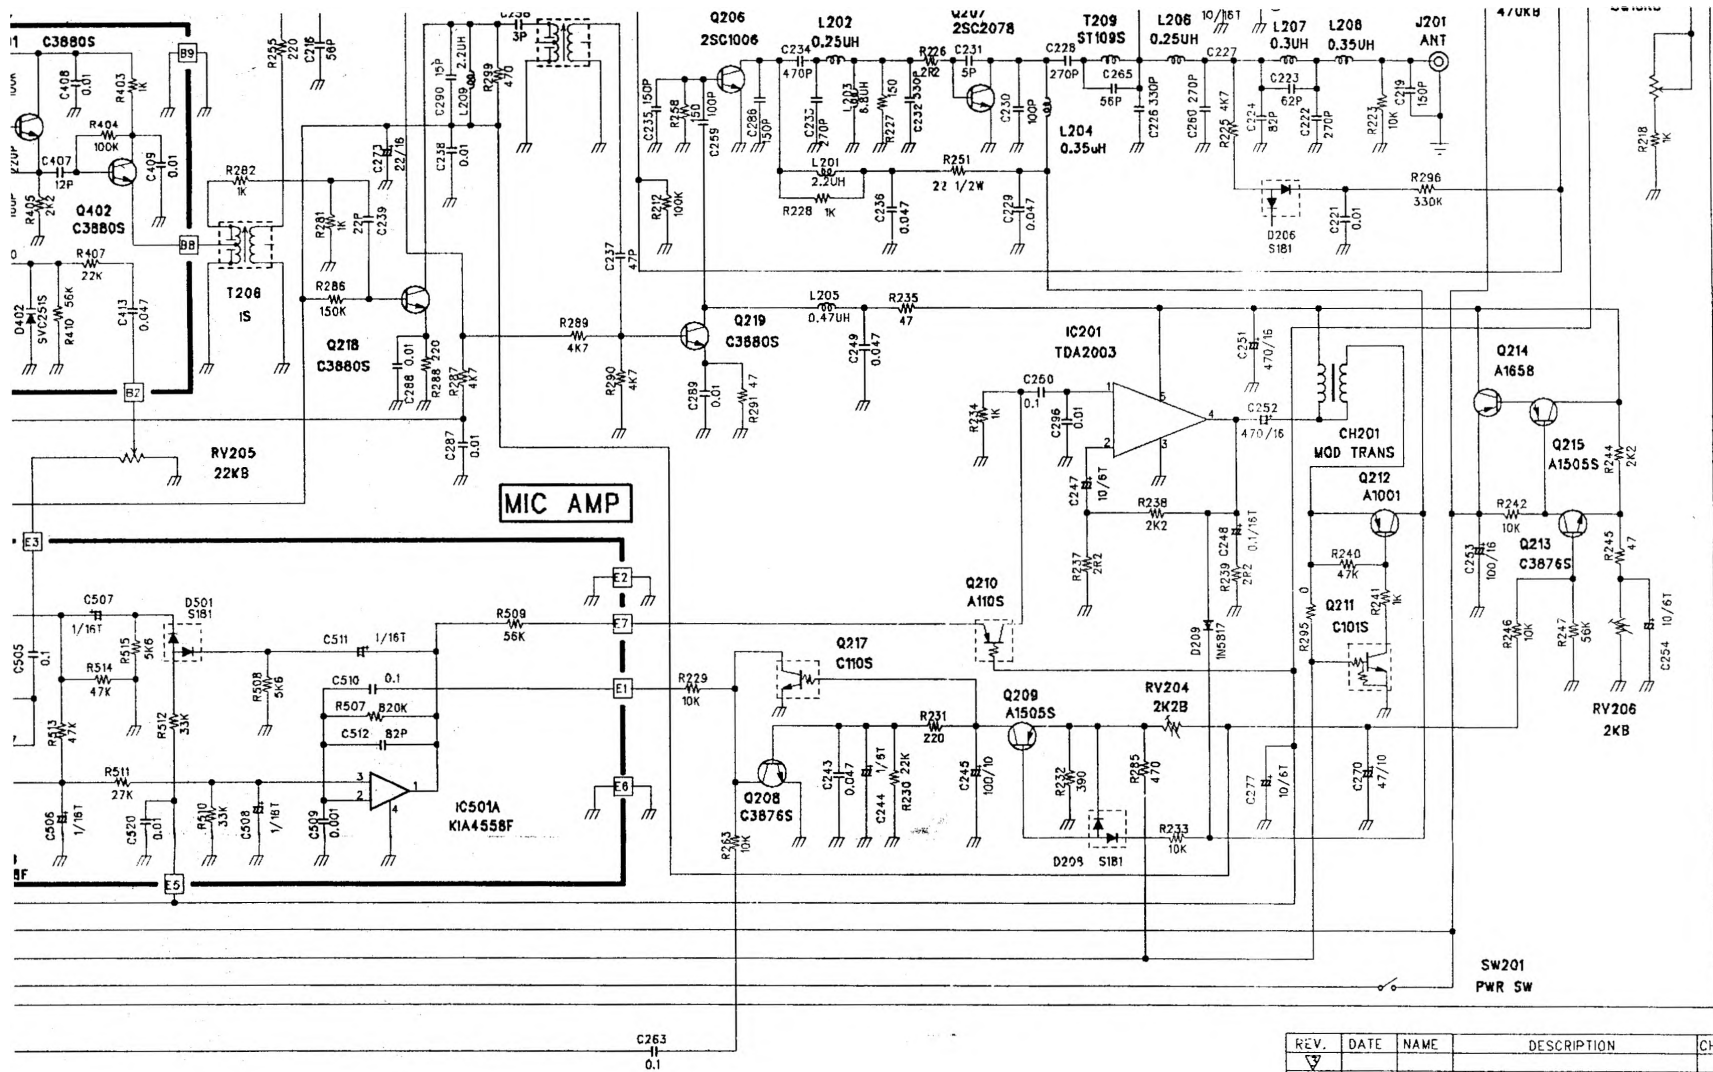 C3880S
B9
C408
0.01
R403
1K
R404
100K
C407
12P
C409
0.01
R405
2K2
Q402
C3880S
B8
R407
22K
D402
SVC251S
R410 56K
C413
0.047
B7
R255
220
C216
56P
R282
1K
R281
1K
22P
C239
T206
IS
R286
150K
Q218
C3880S
C288 0.01
R288 220
R287
4K7
C287
0.01
RV205
22KB
C290 15P
2.2UH
L209
R299
470
3P
C273
22/16
C238
0.01
R289
4K7
C237
47P
R290
4K7
Q206
2SC1006
C235 150P
R258
150
100P
C259
R212
100K
C234
470P
L202
0.25UH
C233
270P
L203
6.8UH
R227
150
C232 330P
R226
2R2
Q207
2SC2078
C231
5P
C230
100P
C228
270P
L204
0.35uH
T209
ST109S
C265
56P
C226 330P
L206
0.25UH
10/16T
C227
C260 270P
R225 4K7
L207
0.3UH
C223
62P
C224
82P
C222
270P
L208
0.35UH
R223
10K
C219
150P
J201
ANT
470KB
R218
1K
L201
2.2UH
R228 1K
C236
0.047
R251
22 1/2W
C229
0.047
D206
S181
C221
0.01
R296
330K
L205
0.47UH
R235
47
Q219
C3880S
C249
0.047
C289
0.01
R291 47
IC201
TDA2003
R234
1K
C250
0.1
C296
0.01
1
2
3
4
5
C247
10/6T
R238
2K2
R237
2R2
C248
0.1/16T
R239
2R2
C251
470/16
C252
470/16
CH201
MOD TRANS
Q212
A1001
Q214
A1658
Q215
A1505S
R244
2K2
R242
10K
C253
100/16
Q213
C3876S
R245
47
R240
47K
R241
1K
Q211
C101S
R295 0
R246
10K
R247
56K
C254 10/6T
RV206
2KB
MIC AMP
E3
E2
E7
E1
E6
E5
C507
1/16T
D501
S181
R515
5K6
C505
0.1
R514
47K
R513
47K
R512
33K
R508
5K6
C511 1/16T
R509
56K
C510 0.1
R507 820K
C512 82P
R511
27K
C506
1/16T
C520
0.01
R510
33K
C508
1/16T
C509
0.001
3
2
1
4
IC501A
KIA4558F
Q210
A110S
D209
1N5817
Q217
C110S
R229
10K
Q208
C3876S
R263
10K
C243
0.047
C244 1/6T
R230 22K
R231
220
C245
100/10
Q209
A1505S
R232
390
R285
470
RV204
2K2B
D208 S181
R233
10K
C277
10/6T
C270
47/10
SW201
PWR SW
C263
0.1
REV. DATE NAME DESCRIPTION